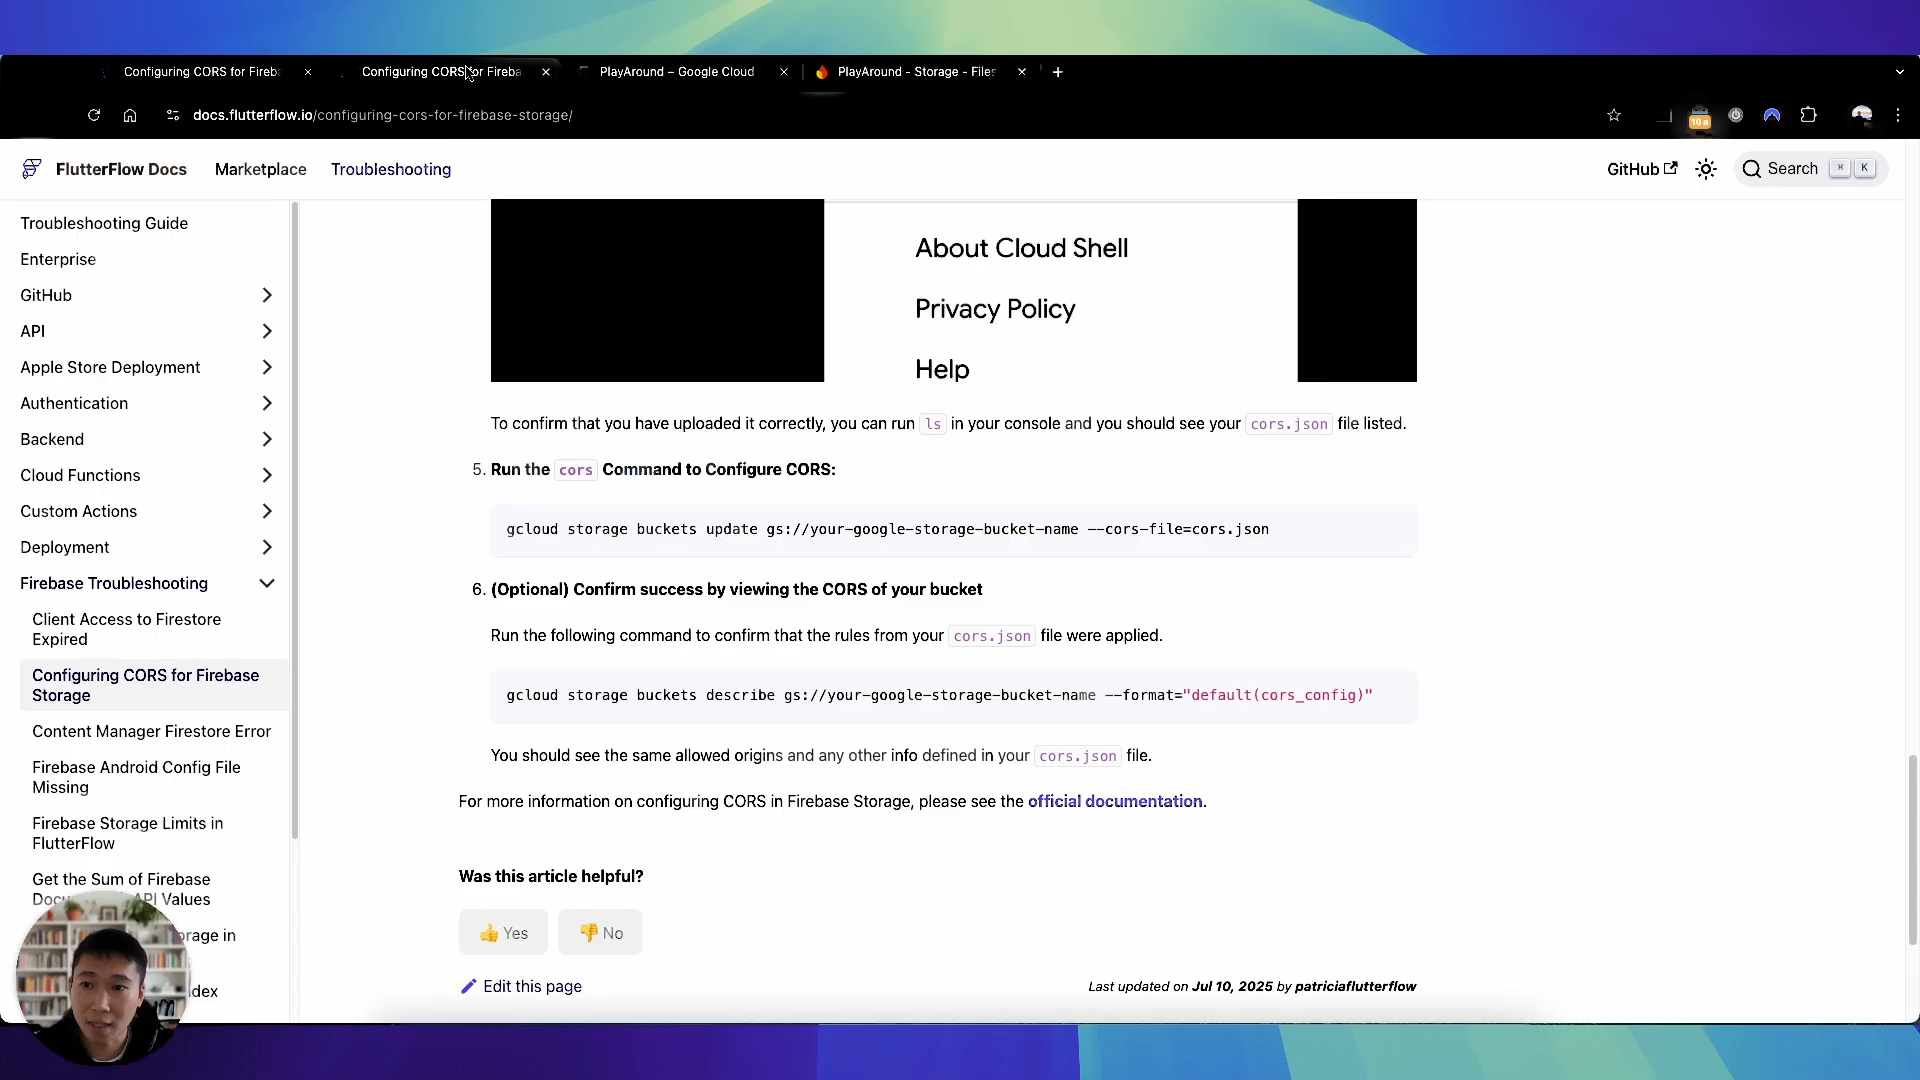 Configuring CORS for Fireb
Configuring CORS for Fireba
PlayAround – Google Cloud
PlayAround - Storage - Files
docs.flutterflow.io/configuring-cors-for-firebase-storage/
FlutterFlow Docs
Marketplace
Troubleshooting
GitHub
Search
K
Troubleshooting Guide
Enterprise
GitHub
API
Apple Store Deployment
Authentication
Backend
Cloud Functions
Custom Actions
Deployment
Firebase Troubleshooting
Client Access to Firestore
Expired
Configuring CORS for Firebase
Storage
Content Manager Firestore Error
Firebase Android Config File
Missing
Firebase Storage Limits in
FlutterFlow
Get the Sum of Firebase
API Values
orage in
dex
About Cloud Shell
Privacy Policy
Help
To confirm that you have uploaded it correctly, you can run ls in your console and you should see your cors.json file listed.
5. Run the cors Command to Configure CORS:
gcloud storage buckets update gs://your-google-storage-bucket-name --cors-file=cors.json
6. (Optional) Confirm success by viewing the CORS of your bucket
Run the following command to confirm that the rules from your cors.json file were applied.
gcloud storage buckets describe gs://your-google-storage-bucket-name --format="default(cors_config)"
You should see the same allowed origins and any other info defined in your cors.json file.
For more information on configuring CORS in Firebase Storage, please see the official documentation.
Was this article helpful?
👍 Yes
👎 No
Edit this page
Last updated on Jul 10, 2025 by patriciaflutterflow